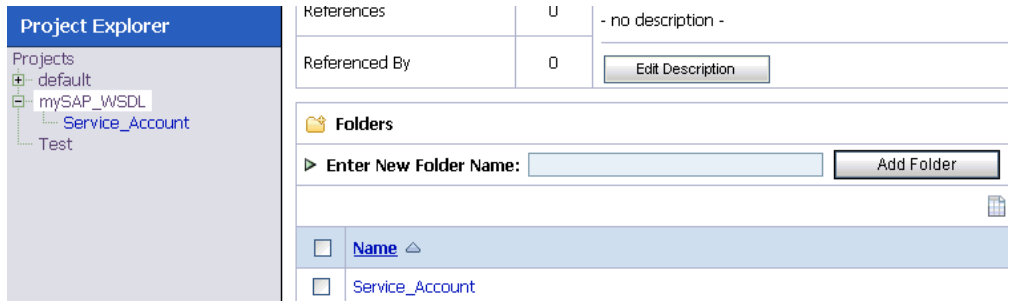 Project Explorer
Projects
default
mySAP_WSDL
Service_Account
Test
References 0
- no description -
Referenced By 0
Edit Description
Folders
Enter New Folder Name:
Add Folder
Name
Service_Account